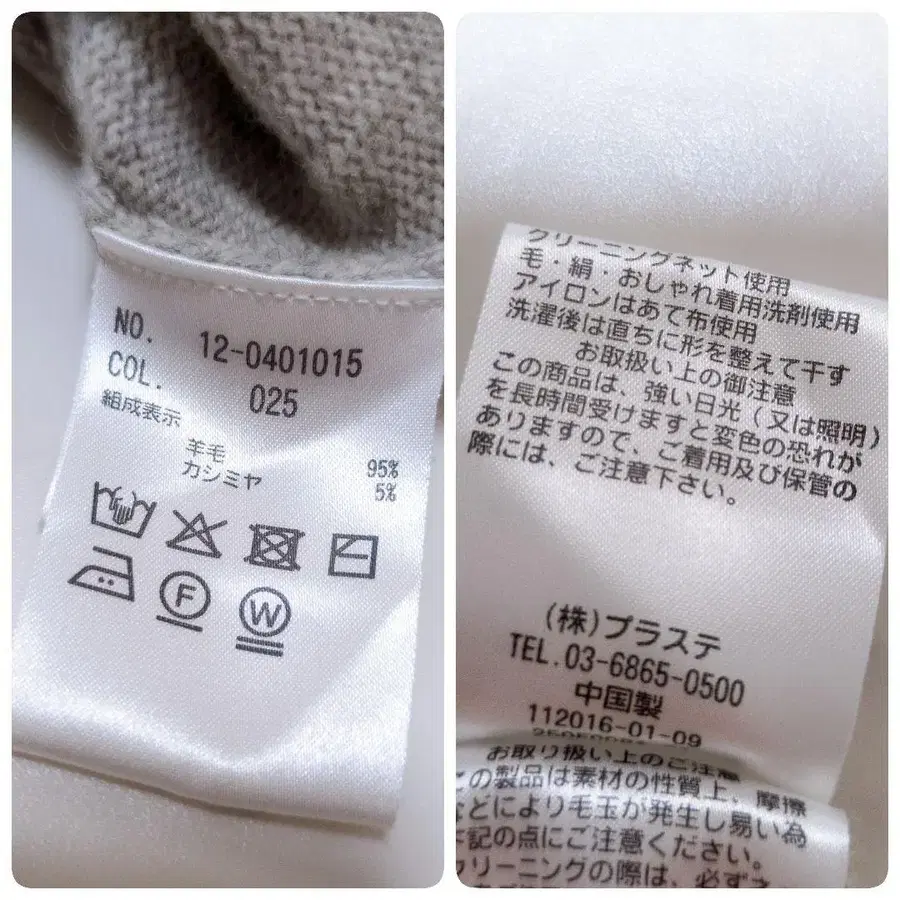 NO. 12-0401015
COL. 025
組成表示
羊毛 95%
カシミヤ 5%
F
W
クリーニングネット使用
毛・絹・おしゃれ着用洗剤使用
アイロンはあて布使用
洗濯後は直ちに形を整えて干す
お取扱い上の御注意
この商品は、強い日光(又は照明)
を長時間受けますと変色の恐れが
ありますので、ご着用及び保管の
際には、ご注意下さい。
(株)プラステ
TEL.03-6865-0500
中国製
112016-01-09
お取り扱い上のご注意
この製品は素材の性質上、摩擦
などにより毛玉が発生し易い為
下記の点にご注意ください。
クリーニングの際は、必ずネ